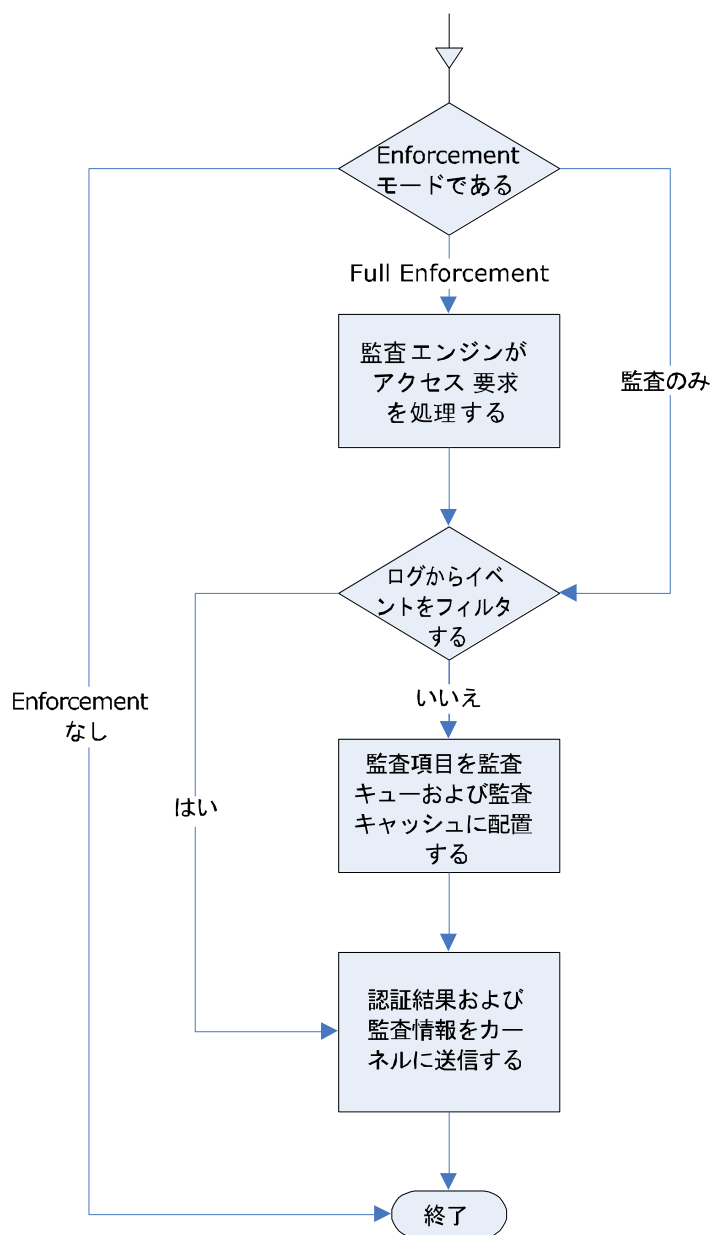 Enforcement
モードである
Full Enforcement
監査エンジンが
アクセス 要求
を処理する
監査のみ
ログからイベ
ントをフィルタ
する
いいえ
Enforcement
なし
監査項目を監査
キューおよび監査
キャッシュに配置
する
はい
認証結果および
監査情報をカー
ネルに送信する
終了